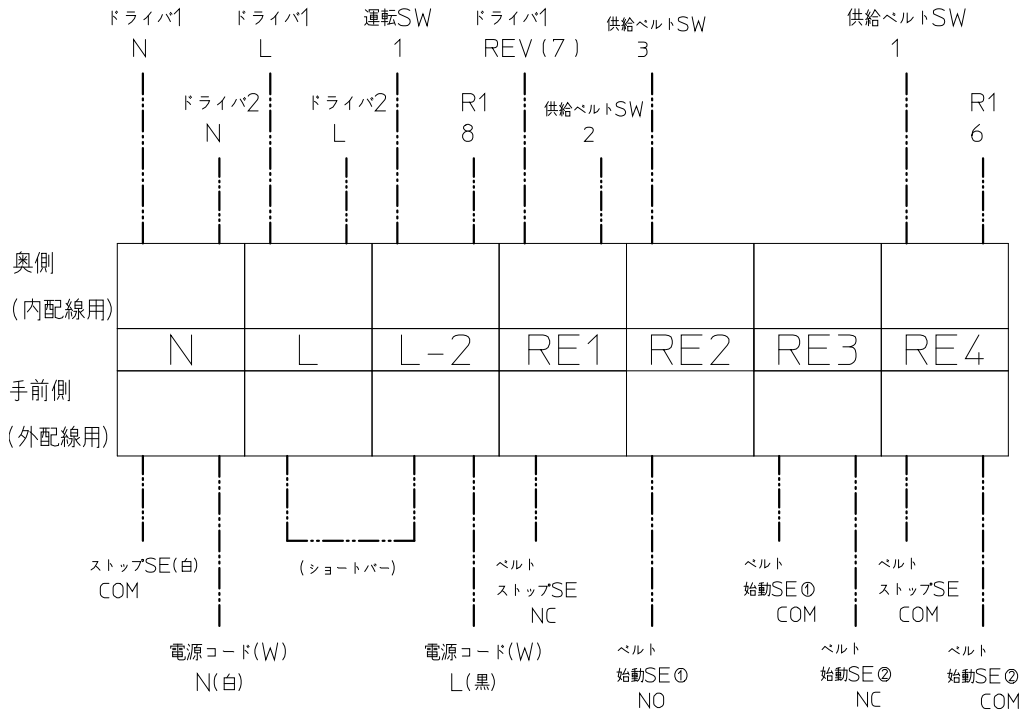 ドライバ1
N
ドライバ1
L
運転SW
1
ドライバ1
REV(7)
供給ベルトSW
3
供給ベルトSW
1
ドライバ2
N
ドライバ2
L
R1
8
供給ベルトSW
2
R1
6
奥側
(内配線用)
N
L
L-2
RE1
RE2
RE3
RE4
手前側
(外配線用)
ストップSE(白)
COM
(ショートバー)
ベルト
ストップSE
NC
ベルト
始動SE①
COM
ベルト
ストップSE
COM
電源コード(W)
N(白)
電源コード(W)
L(黒)
ベルト
始動SE①
NO
ベルト
始動SE②
NC
ベルト
始動SE②
COM